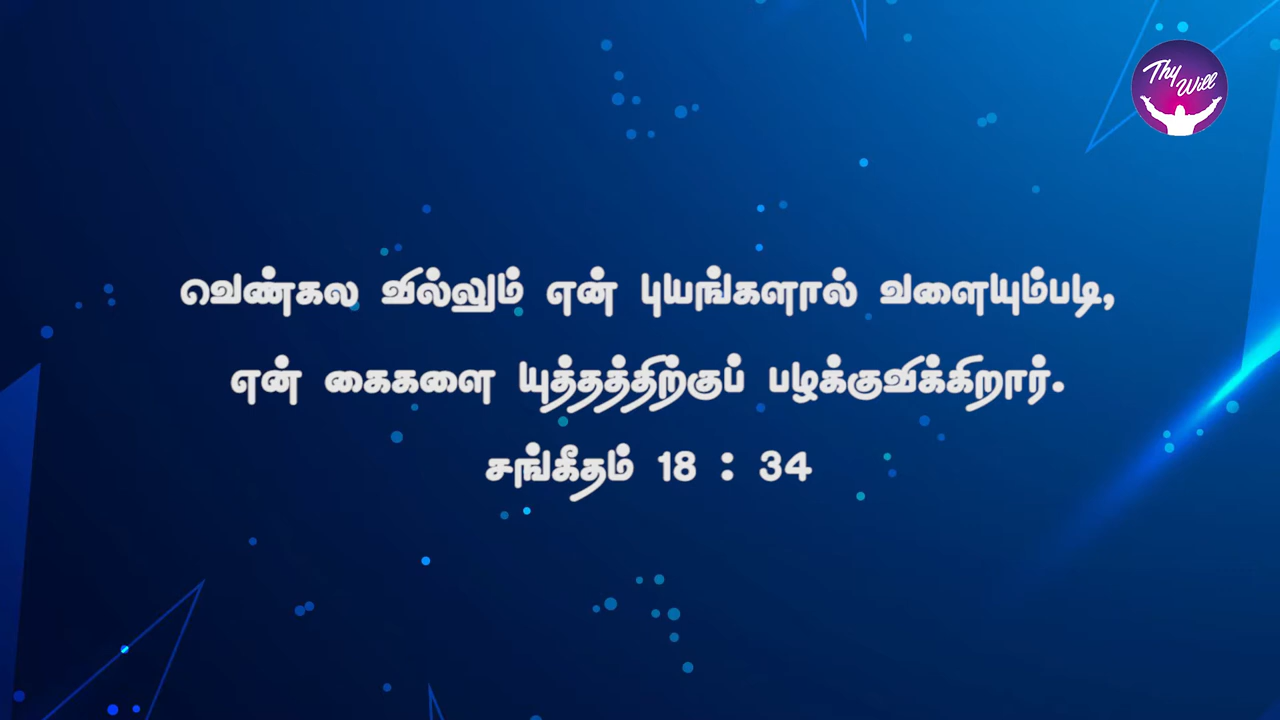 Thy Will
வெண்கல வில்லும் என் புயங்களால் வளையும்படி,
என் கைகளை யுத்தத்திற்குப் பழக்குவிக்கிறார்.
சங்கீதம் 18 : 34